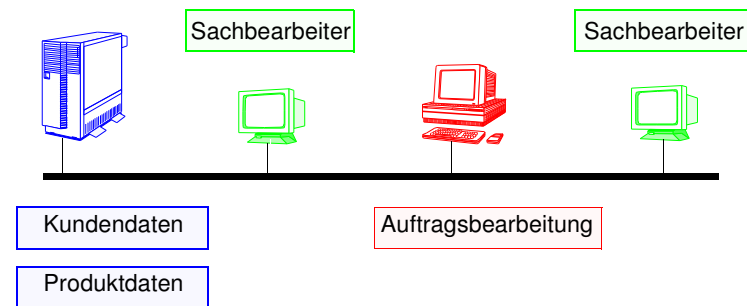 Sachbearbeiter
Sachbearbeiter
Kundendaten
Auftragsbearbeitung
Produktdaten